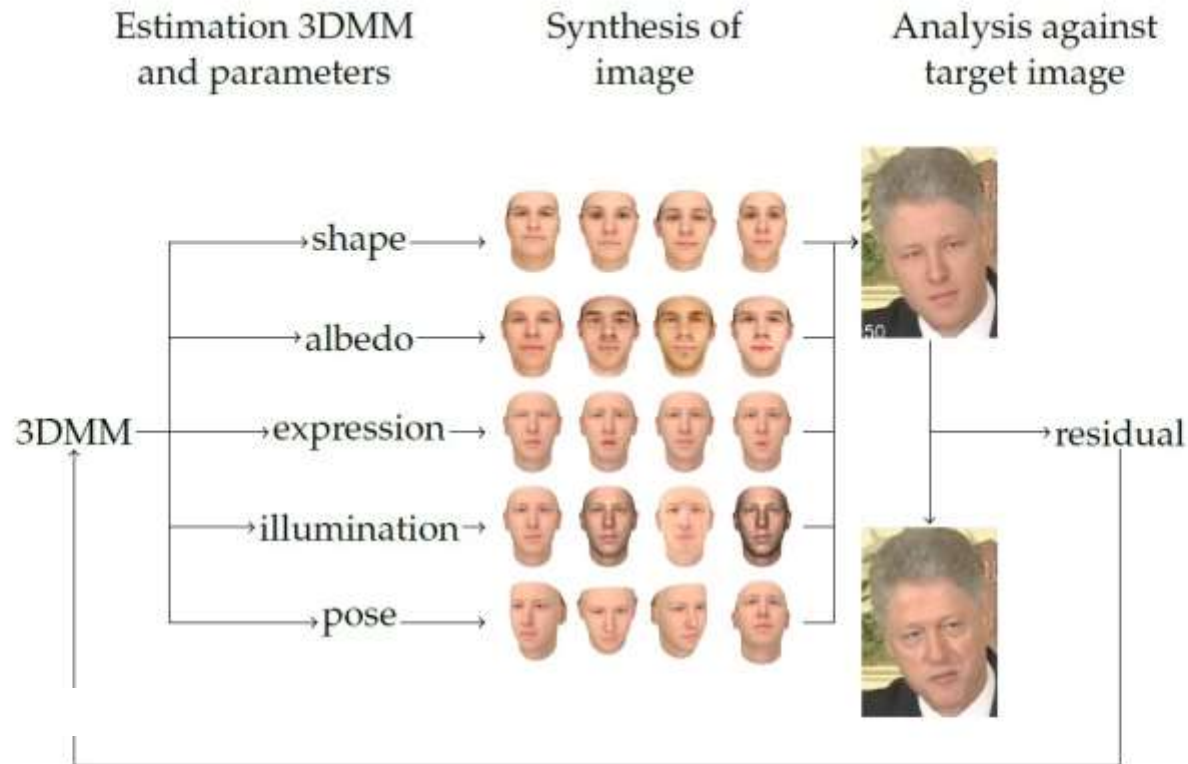 Estimation 3DMM
and parameters
Synthesis of
image
Analysis against
target image
shape
albedo
50
3DMM
expression
residual
illumination
pose